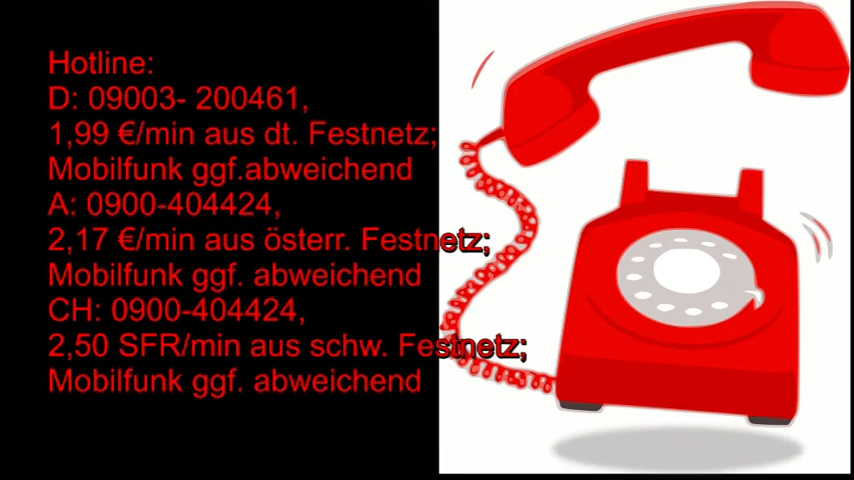 Hotline:
D: 09003- 200461,
1,99 €/min aus dt. Festnetz;
Mobilfunk ggf.abweichend
A: 0900-404424,
2,17 €/min aus österr. Festnetz;
Mobilfunk ggf. abweichend
CH: 0900-404424,
2,50 SFR/min aus schw. Festnetz;
Mobilfunk ggf. abweichend